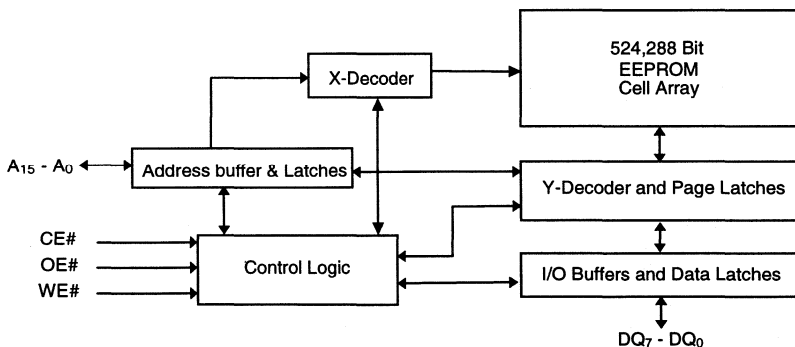 524,288 Bit
EEPROM
Cell Array
X-Decoder
A15 - A0
Address buffer & Latches
Y-Decoder and Page Latches
CE#
OE#
WE#
Control Logic
I/O Buffers and Data Latches
DQ7 - DQ0